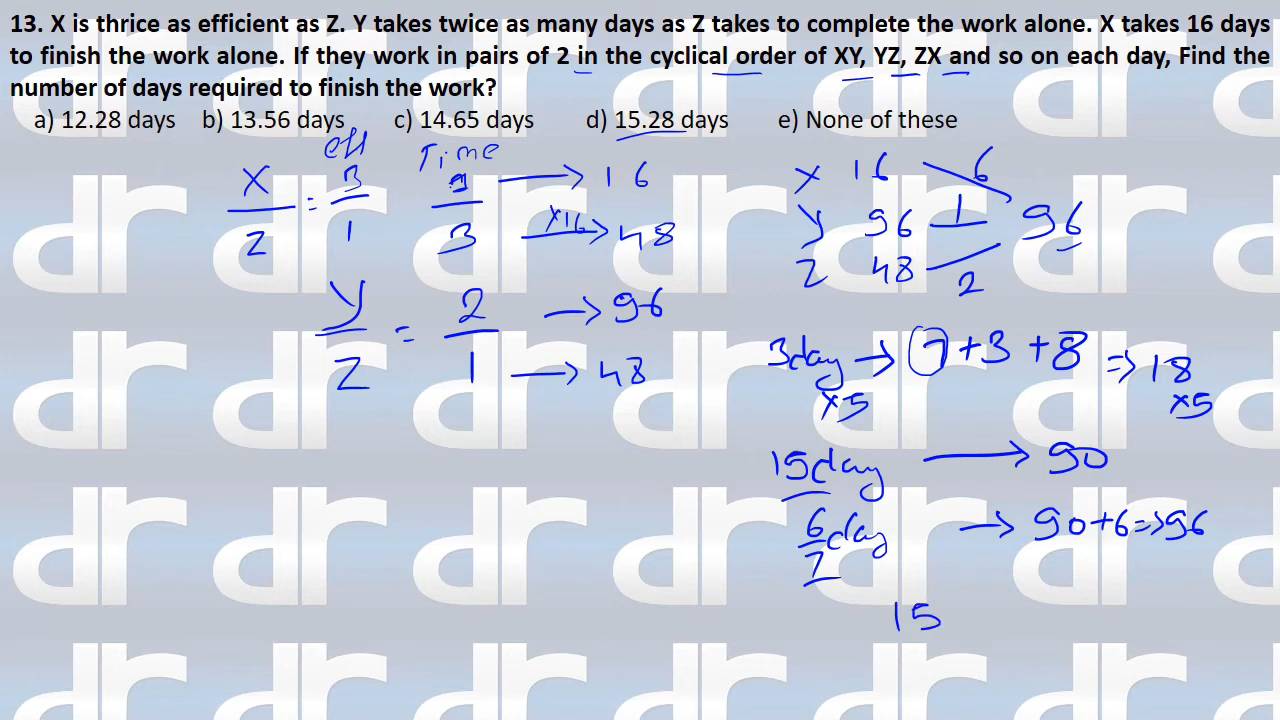 13. X is thrice as efficient as Z. Y takes twice as many days as Z takes to complete the work alone. X takes 16 days
to finish the work alone. If they work in pairs of 2 in the cyclical order of XY, YZ, ZX and so on each day, Find the
number of days required to finish the work?
a) 12.28 days b) 13.56 days c) 14.65 days d) 15.28 days e) None of these
eff Time
X/Z = 3/1 1/3 → 16
×16→ 48
Y/Z = 2/1 → 96
→ 48
X 16 6
Y 96 1 96
Z 48 2
3day → 7+3+8 ⇒ 18
×5 ×5
15day → 90
6/7 day → 90+6=>96
15